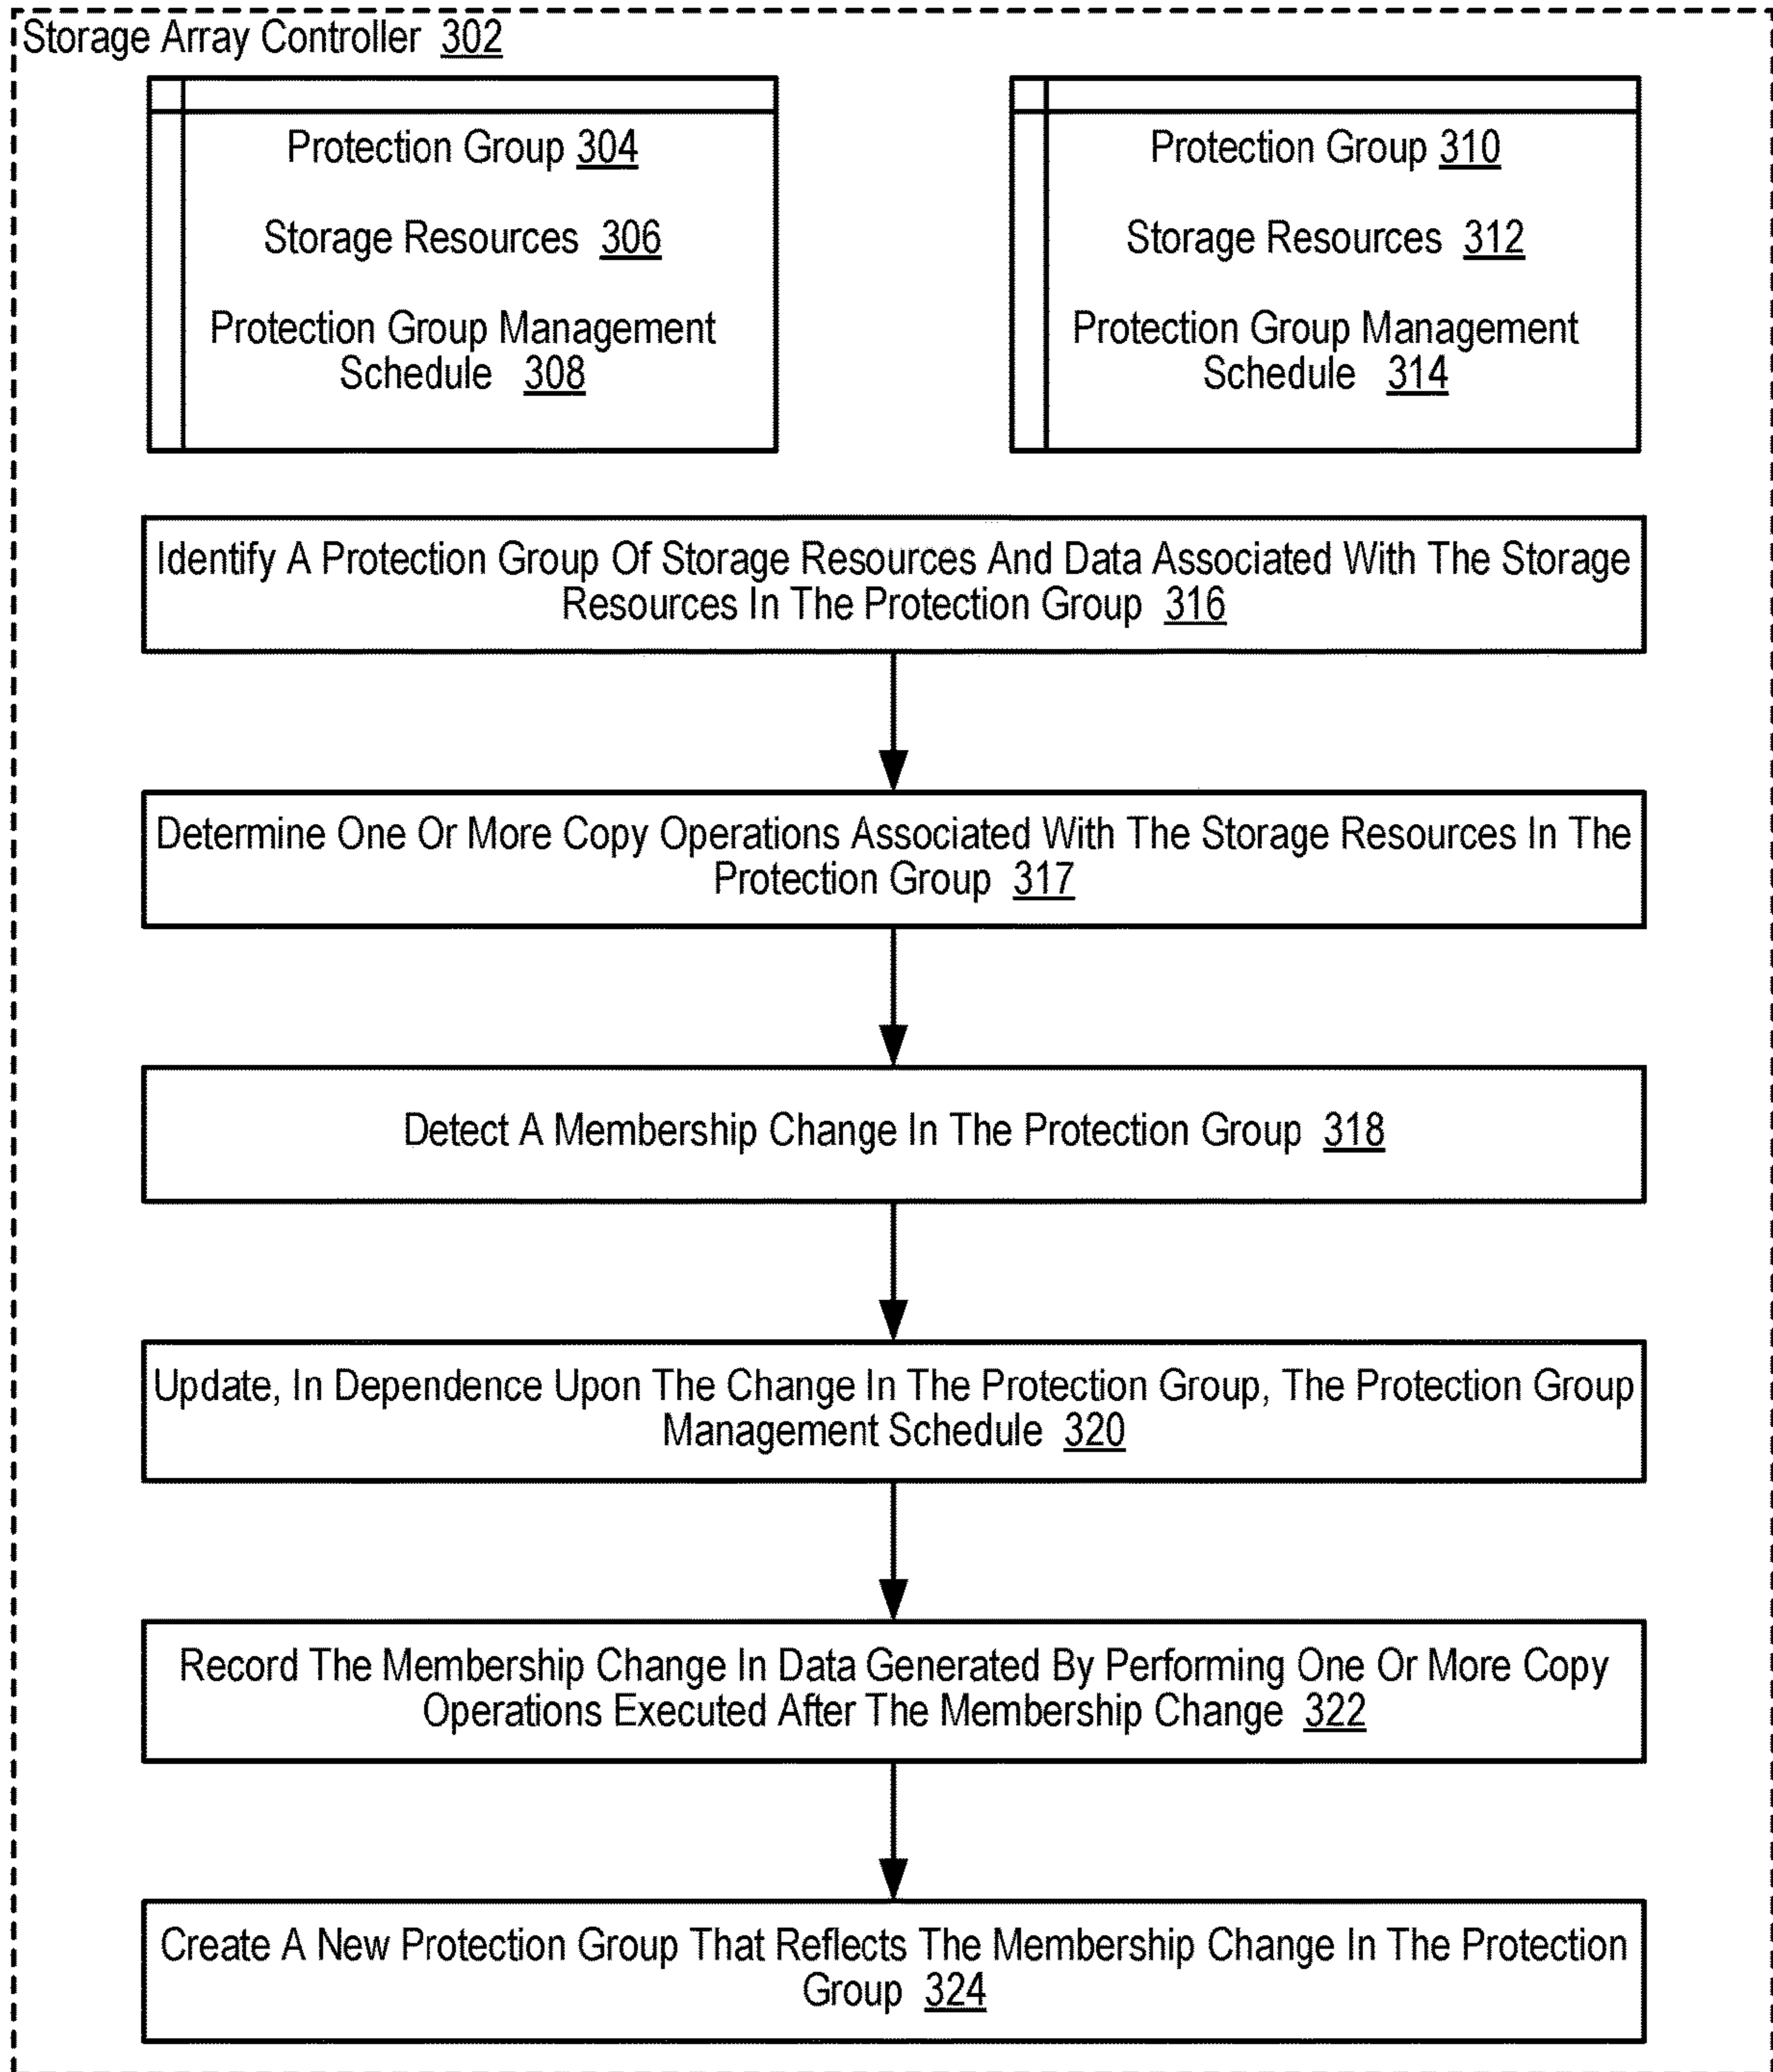 Storage Array Controller 302
Protection Group 304
Storage Resources 306
Protection Group Management
Schedule 308
Protection Group 310
Storage Resources 312
Protection Group Management
Schedule 314
Identify A Protection Group Of Storage Resources And Data Associated With The Storage
Resources In The Protection Group 316
Determine One Or More Copy Operations Associated With The Storage Resources In The
Protection Group 317
Detect A Membership Change In The Protection Group 318
Update, In Dependence Upon The Change In The Protection Group, The Protection Group
Management Schedule 320
Record The Membership Change In Data Generated By Performing One Or More Copy
Operations Executed After The Membership Change 322
Create A New Protection Group That Reflects The Membership Change In The Protection
Group 324